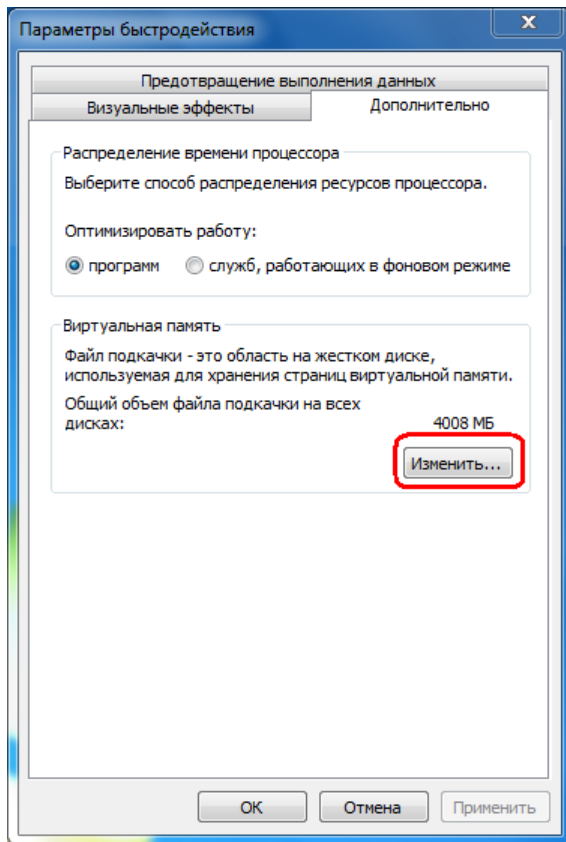 Параметры быстродействия
Предотвращение выполнения данных
Визуальные эффекты
Дополнительно
Распределение времени процессора
Выберите способ распределения ресурсов процессора.
Оптимизировать работу:
программ
служб, работающих в фоновом режиме
Виртуальная память
Файл подкачки - это область на жестком диске,
используемая для хранения страниц виртуальной памяти.
Общий объем файла подкачки на всех
дисках:
4008 МБ
Изменить...
ОК
Отмена
Применить